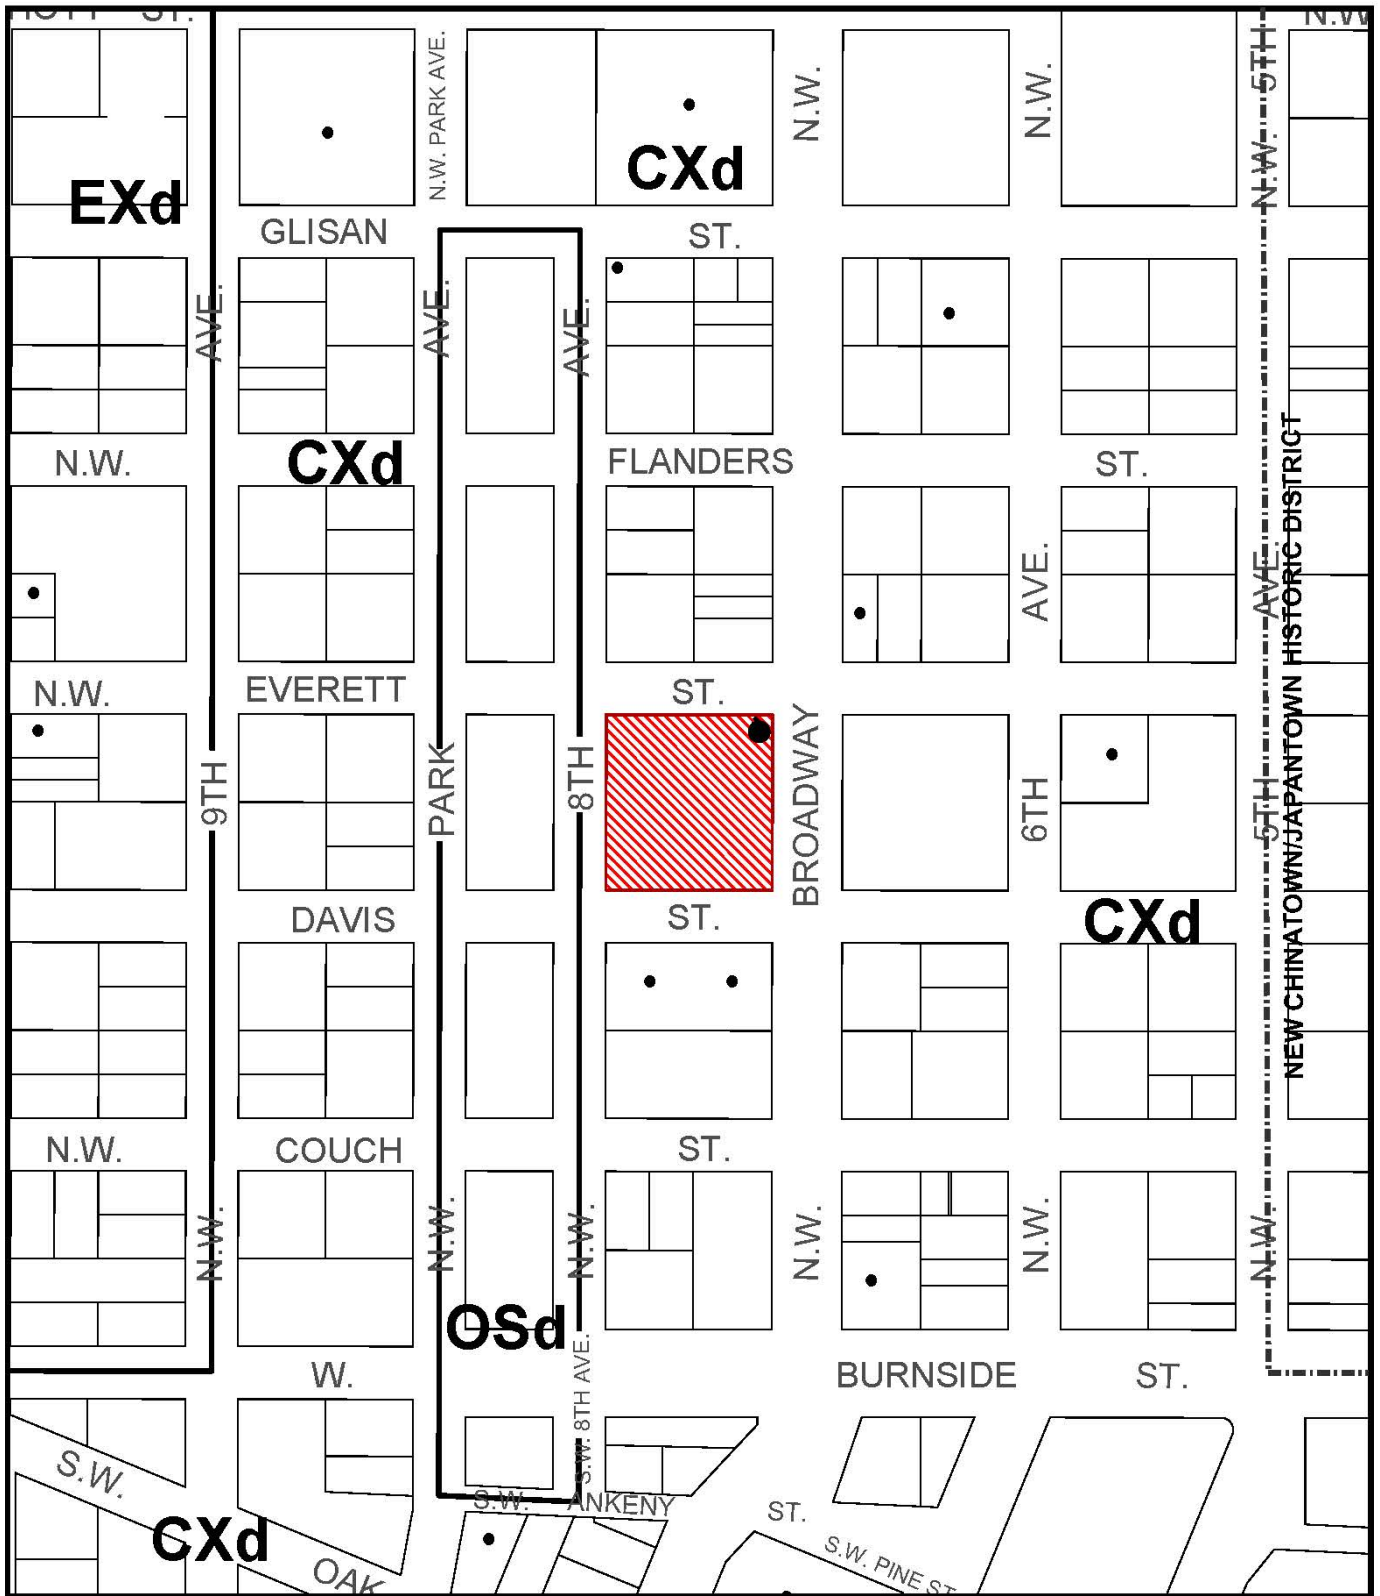 ST.
N.W.
N.W. PARK AVE.
N.W.
N.W.
N.W. 5TH
CXd
EXd
GLISAN
ST.
AVE.
AVE.
AVE.
N.W.
CXd
FLANDERS
ST.
AVE.
AVE.
NEW CHINATOWN/JAPANTOWN HISTORIC DISTRICT
N.W.
EVERETT
ST.
9TH
PARK
8TH
BROADWAY
6TH
5TH
DAVIS
ST.
CXd
N.W.
COUCH
ST.
N.W.
N.W.
N.W.
N.W.
N.W.
N.W.
OSd
W.
BURNSIDE
ST.
S.W. 8TH AVE.
S.W.
S.W.
ANKENY
ST.
CXd
OAK
S.W. PINE ST.